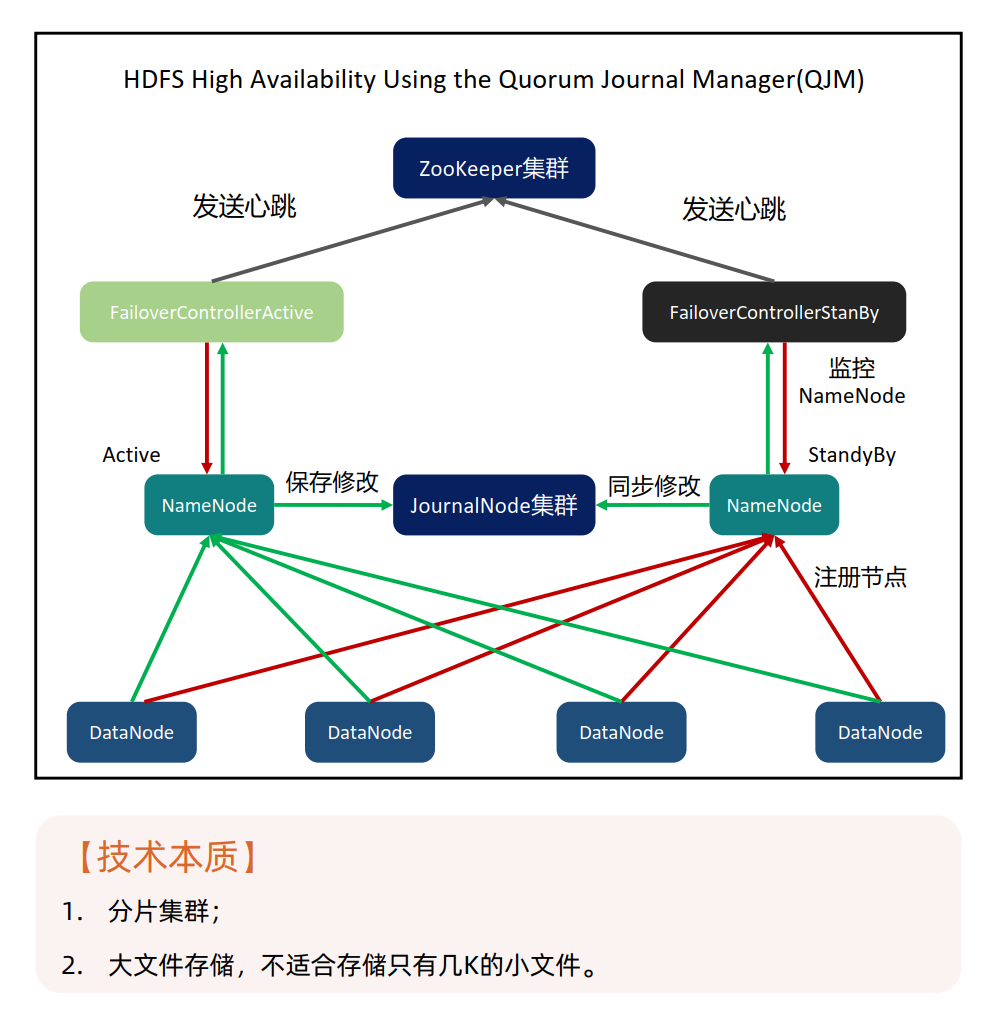 HDFS High Availability Using the Quorum Journal Manager(QJM)
ZooKeeper集群
发送心跳
发送心跳
FailoverControllerActive
FailoverControllerStanBy
监控
NameNode
Active
StandyBy
保存修改
同步修改
NameNode
JournalNode集群
NameNode
注册节点
DataNode
DataNode
DataNode
DataNode
【技术本质】
1. 分片集群；
2. 大文件存储，不适合存储只有几K的小文件。